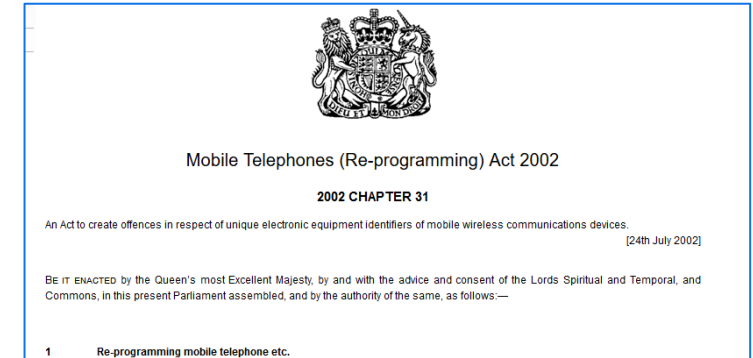 DIEU ET MON DROIT
Mobile Telephones (Re-programming) Act 2002
2002 CHAPTER 31
An Act to create offences in respect of unique electronic equipment identifiers of mobile wireless communications devices.
[24th July 2002]
BE IT ENACTED by the Queen's most Excellent Majesty, by and with the advice and consent of the Lords Spiritual and Temporal, and
Commons, in this present Parliament assembled, and by the authority of the same, as follows:—
1 Re-programming mobile telephone etc.